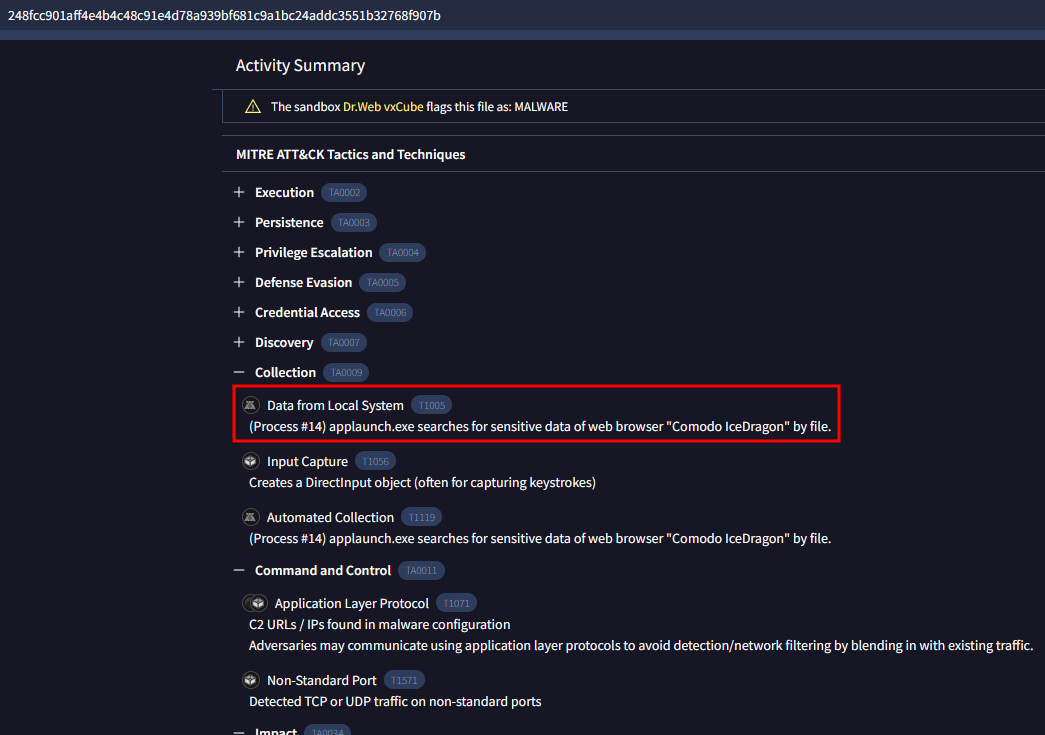 248fcc901aff4e4b4c48c91e4d78a939bf681c9a1bc24addc3551b32768f907b
Activity Summary
The sandbox Dr.Web vxCube flags this file as: MALWARE
MITRE ATT&CK Tactics and Techniques
Execution TA0002
Persistence TA0003
Privilege Escalation TA0004
Defense Evasion TA0005
Credential Access TA0006
Discovery TA0007
Collection TA0009
Data from Local System T1005
(Process #14) applaunch.exe searches for sensitive data of web browser "Comodo IceDragon" by file.
Input Capture T1056
Creates a DirectInput object (often for capturing keystrokes)
Automated Collection T1119
(Process #14) applaunch.exe searches for sensitive data of web browser "Comodo IceDragon" by file.
Command and Control TA0011
Application Layer Protocol T1071
C2 URLs / IPs found in malware configuration
Adversaries may communicate using application layer protocols to avoid detection/network filtering by blending in with existing traffic.
Non-Standard Port T1571
Detected TCP or UDP traffic on non-standard ports
Impact TA0034